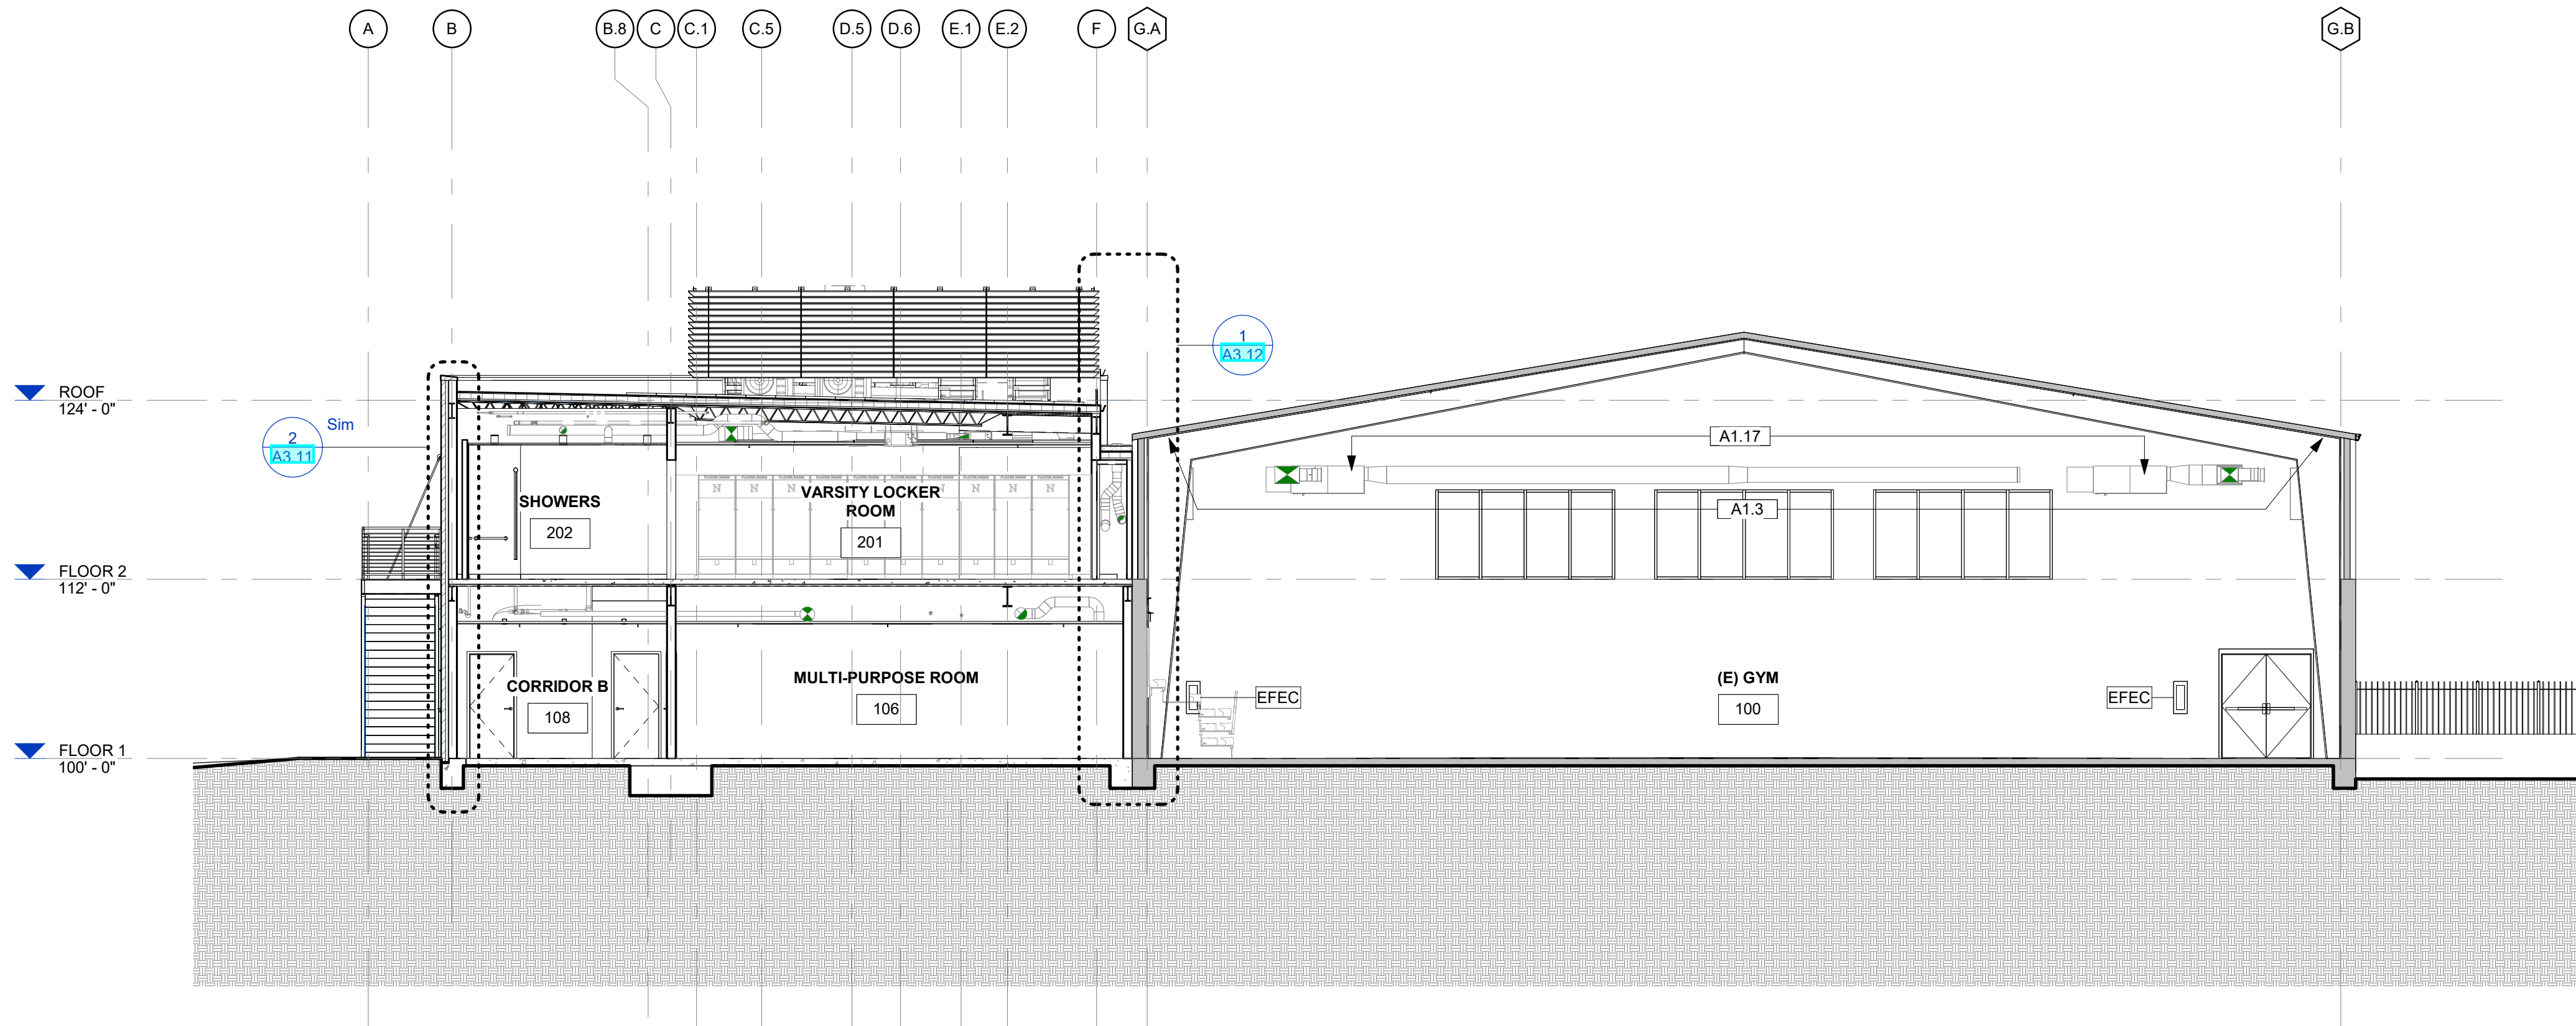 A
B
B.8
C
C.1
C.5
D.5
D.6
E.1
E.2
F
G.A
G.B
1
A3.12
ROOF
124' - 0"
2
A3.11
Sim
A1.17
A1.3
SHOWERS
202
VARSITY LOCKER
ROOM
201
N
N
N
N
N
N
N
N
FLOOR 2
112' - 0"
CORRIDOR B
108
MULTI-PURPOSE ROOM
106
(E) GYM
100
EFEC
EFEC
FLOOR 1
100' - 0"